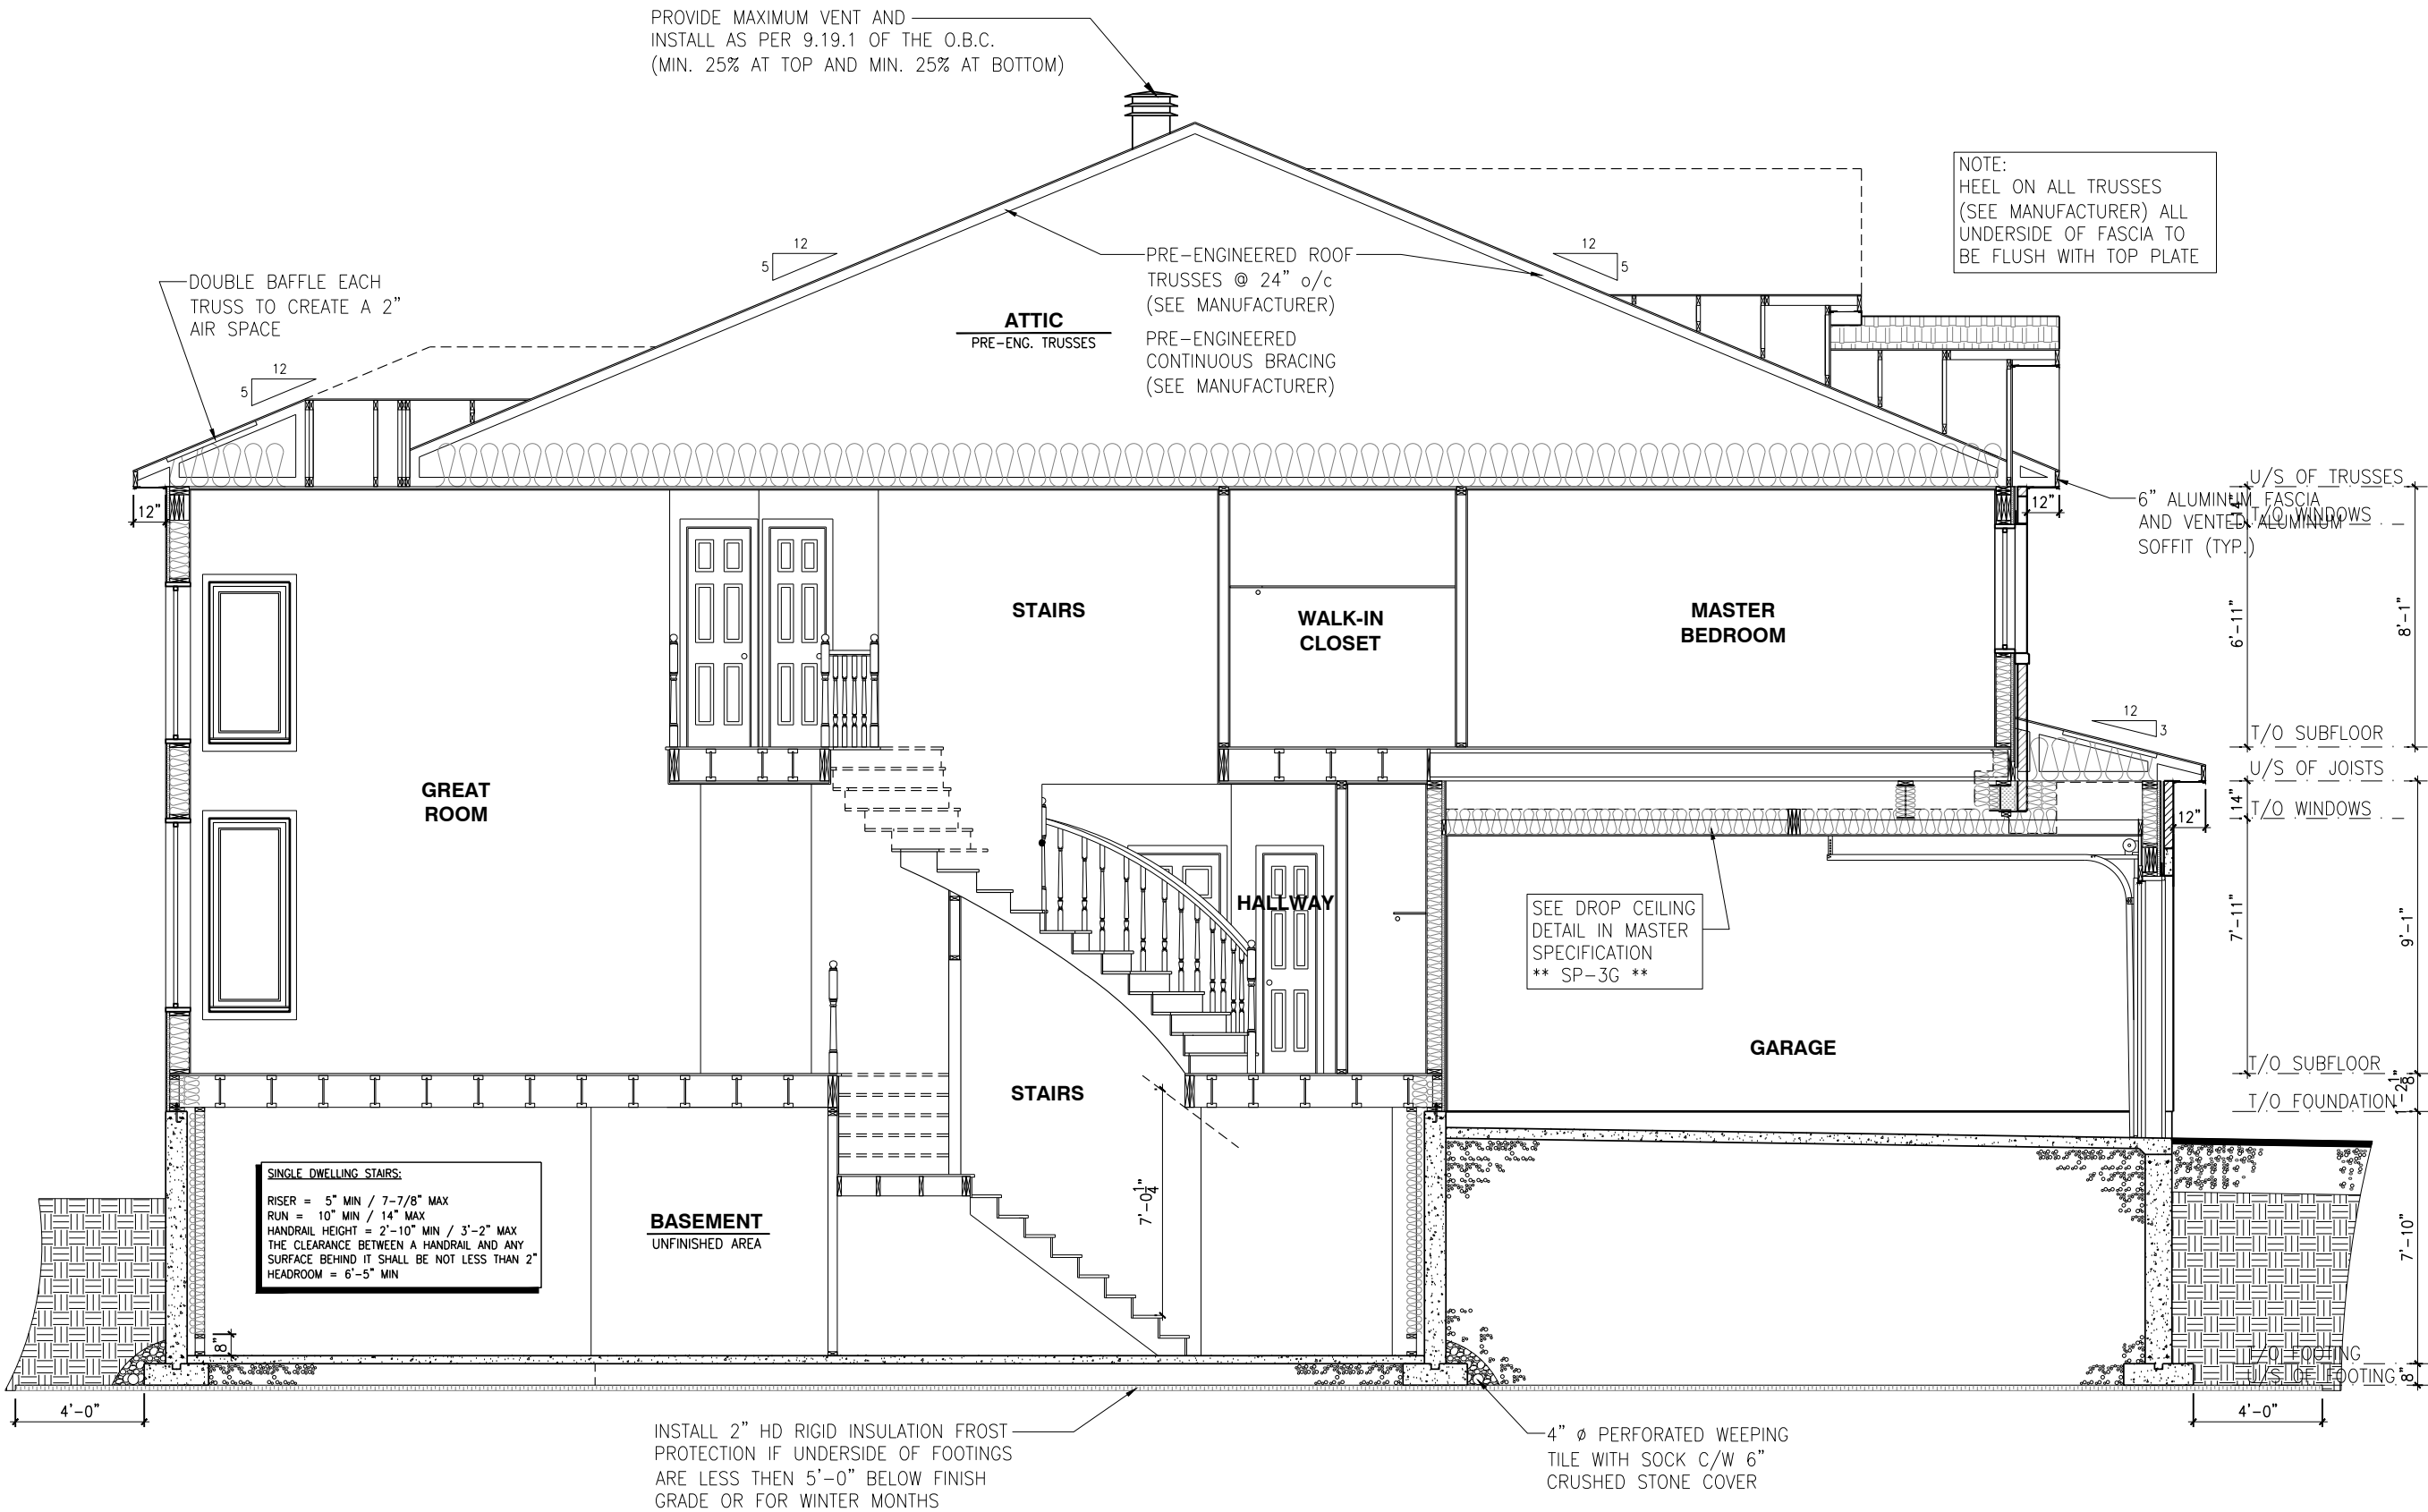 PROVIDE MAXIMUM VENT AND
INSTALL AS PER 9.19.1 OF THE O.B.C.
(MIN. 25% AT TOP AND MIN. 25% AT BOTTOM)
NOTE:
HEEL ON ALL TRUSSES
(SEE MANUFACTURER) ALL
UNDERSIDE OF FASCIA TO
BE FLUSH WITH TOP PLATE
12
5
12
5
PRE-ENGINEERED ROOF
TRUSSES @ 24" o/c
(SEE MANUFACTURER)
PRE-ENGINEERED
CONTINUOUS BRACING
(SEE MANUFACTURER)
DOUBLE BAFFLE EACH
TRUSS TO CREATE A 2"
AIR SPACE
ATTIC
PRE-ENG. TRUSSES
12
5
12"
12"
U/S OF TRUSSES
6" ALUMINUM FASCIA
AND VENTED ALUMINUM
SOFFIT (TYP.)
14"
T/O WINDOWS
6'-11"
8'-1"
STAIRS
WALK-IN
CLOSET
MASTER
BEDROOM
12
3
T/O SUBFLOOR
U/S OF JOISTS
14"
T/O WINDOWS
12"
GREAT
ROOM
HALLWAY
SEE DROP CEILING
DETAIL IN MASTER
SPECIFICATION
** SP-3G **
7'-11"
9'-1"
GARAGE
STAIRS
T/O SUBFLOOR
T/O FOUNDATION
SINGLE DWELLING STAIRS:
RISER = 5" MIN / 7-7/8" MAX
RUN = 10" MIN / 14" MAX
HANDRAIL HEIGHT = 2'-10" MIN / 3'-2" MAX
THE CLEARANCE BETWEEN A HANDRAIL AND ANY
SURFACE BEHIND IT SHALL BE NOT LESS THAN 2"
HEADROOM = 6'-5" MIN
BASEMENT
UNFINISHED AREA
7'-0 1/4"
7'-10"
8"
T/O FOOTING
U/S OF FOOTING
8"
4'-0"
4'-0"
INSTALL 2" HD RIGID INSULATION FROST
PROTECTION IF UNDERSIDE OF FOOTINGS
ARE LESS THEN 5'-0" BELOW FINISH
GRADE OR FOR WINTER MONTHS
4" ø PERFORATED WEEPING
TILE WITH SOCK C/W 6"
CRUSHED STONE COVER